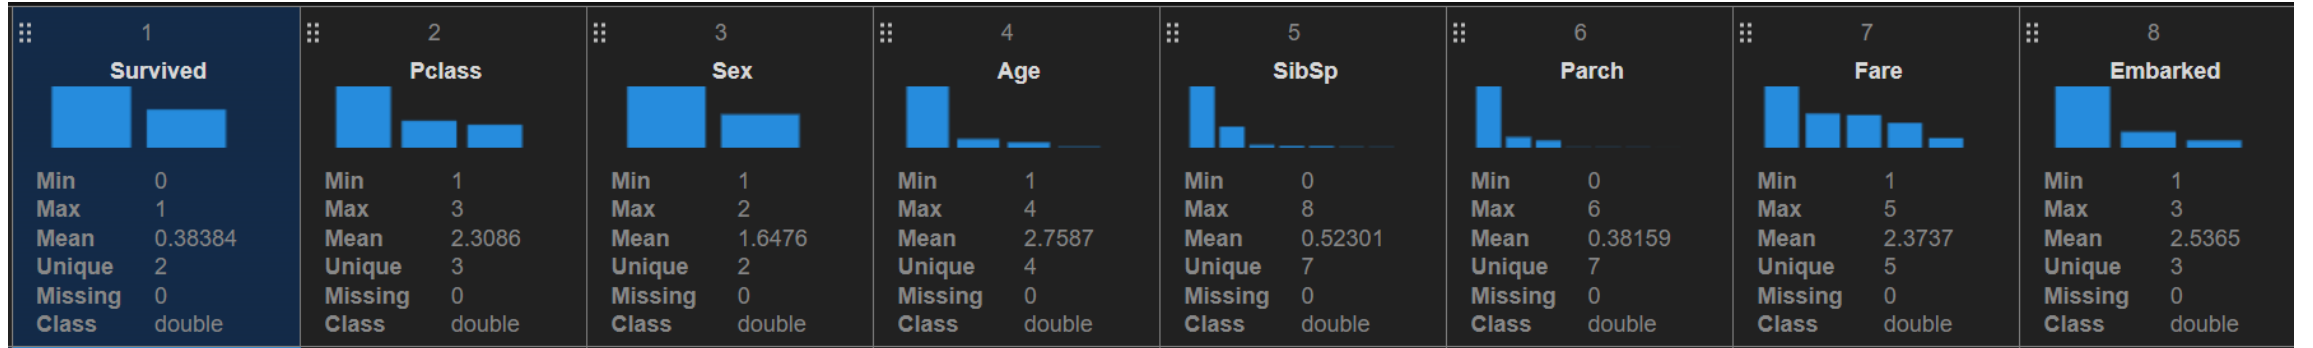 1 2 3 4 5 6 7 8
Survived Pclass Sex Age SibSp Parch Fare Embarked
Min 0 Min 1 Min 1 Min 1 Min 0 Min 0 Min 1 Min 1
Max 1 Max 3 Max 2 Max 4 Max 8 Max 6 Max 5 Max 3
Mean 0.38384 Mean 2.3086 Mean 1.6476 Mean 2.7587 Mean 0.52301 Mean 0.38159 Mean 2.3737 Mean 2.5365
Unique 2 Unique 3 Unique 2 Unique 4 Unique 7 Unique 7 Unique 5 Unique 3
Missing 0 Missing 0 Missing 0 Missing 0 Missing 0 Missing 0 Missing 0 Missing 0
Class double Class double Class double Class double Class double Class double Class double Class double